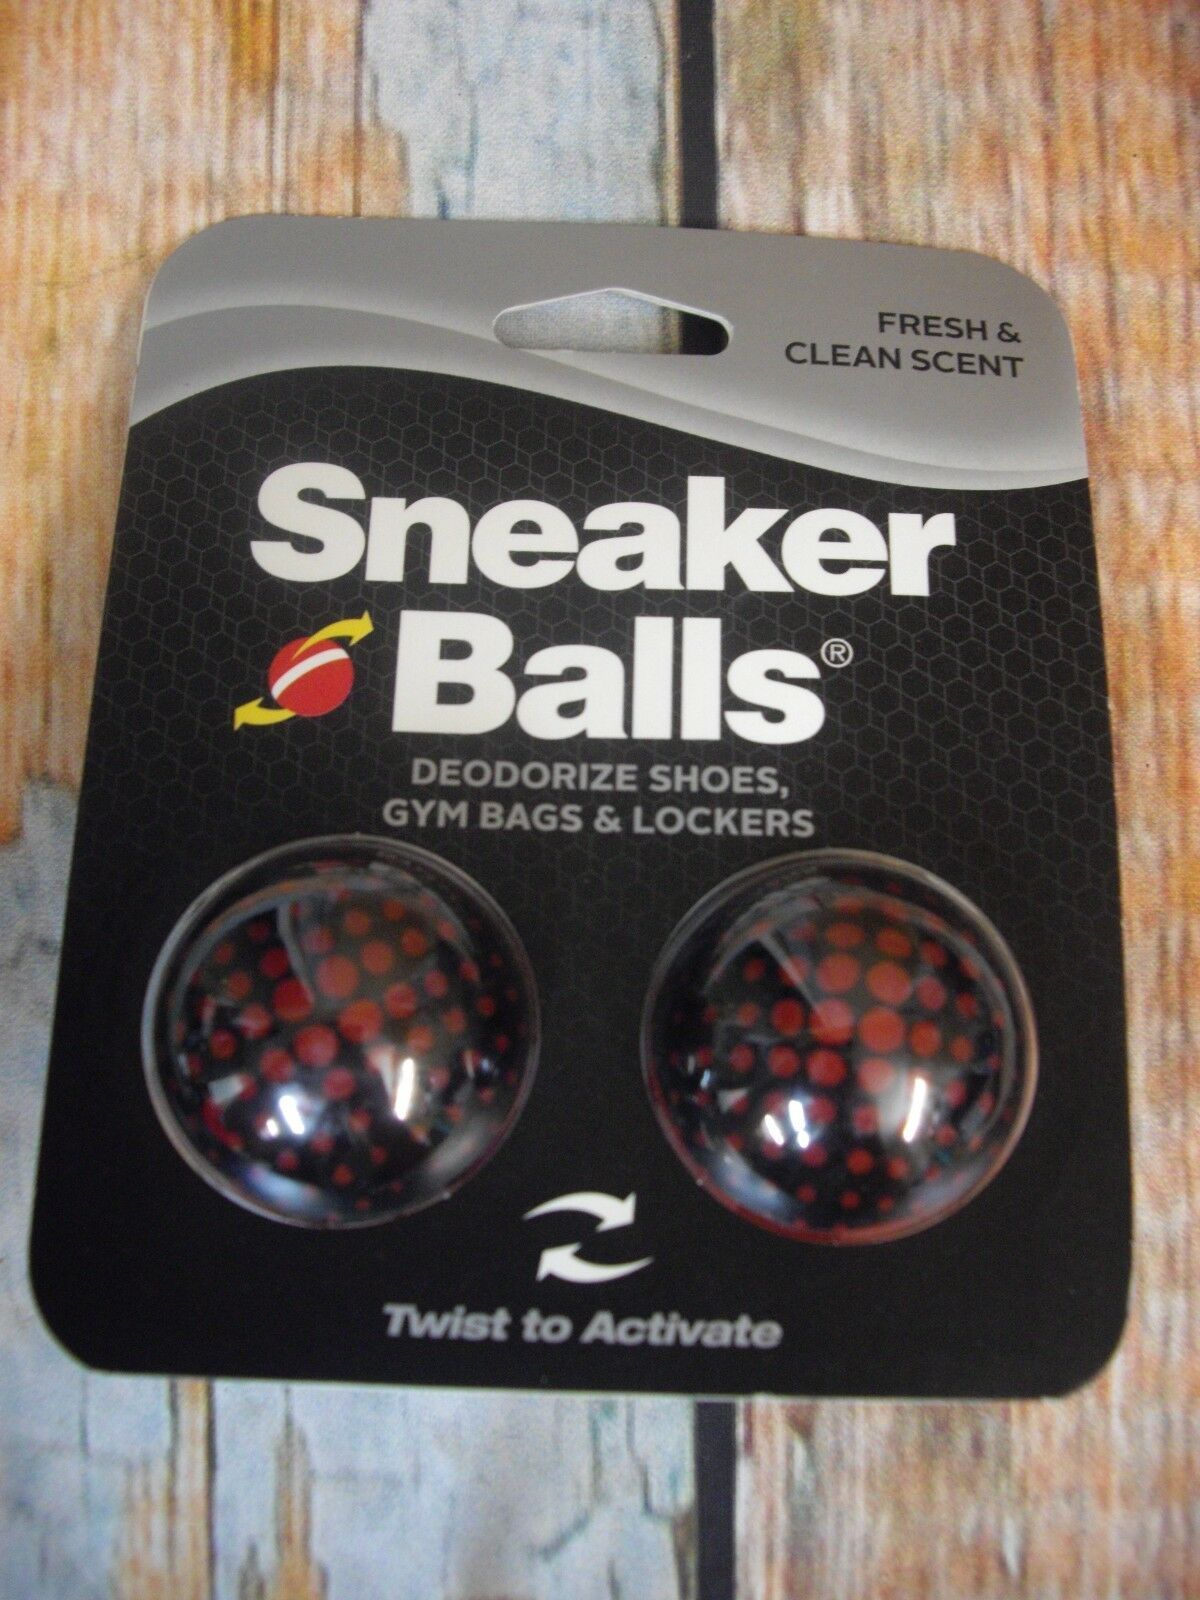 FRESH &
CLEAN SCENT
Sneaker
Balls®
DEODORIZE SHOES,
GYM BAGS & LOCKERS
Twist to Activate